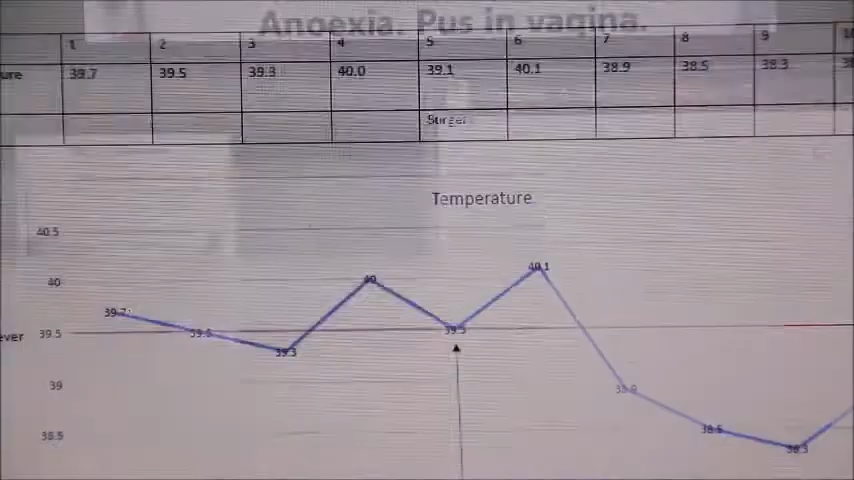 Anoexia. Pus in vagina.
1 2 3 4 5 6 7 8 9 10
ure 39.7 39.5 39.3 40.0 39.1 40.1 38.9 38.5 38.3
Temperature
40.5
40
39.5
39
38.5
ever
39.7 39.5 39.3 40 39.5 40.1 38.9 38.5 38.3